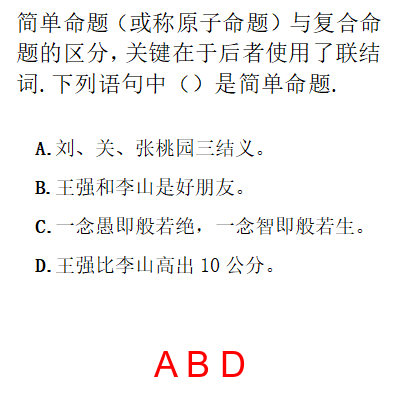 简单命题（或称原子命题）与复合命
题的区分，关键在于后者使用了联结
词. 下列语句中（）是简单命题.
A. 刘、关、张桃园三结义。
B. 王强和李山是好朋友。
C. 一念愚即般若绝，一念智即般若生。
D. 王强比李山高出 10 公分。
A B D